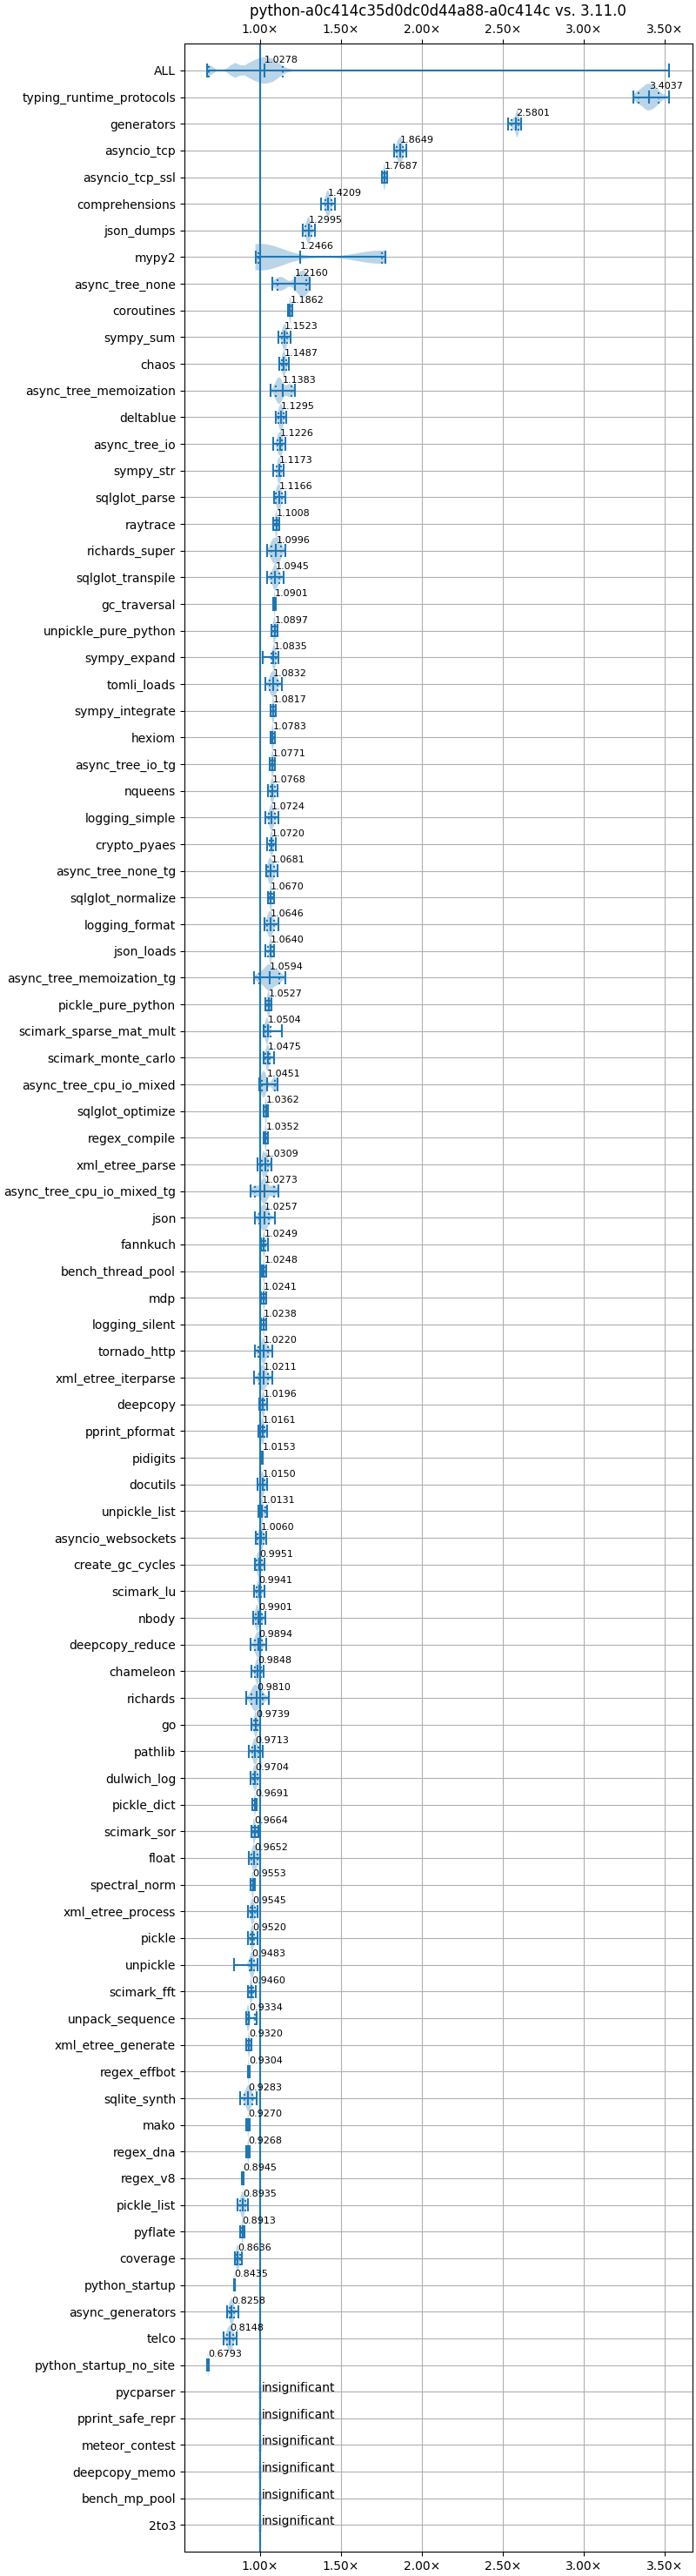 python-a0c414c35d0dc0d44a88-a0c414c vs. 3.11.0
1.00× 1.50× 2.00× 2.50× 3.00× 3.50×
ALL 1.0278
typing_runtime_protocols 3.4037
generators 2.5801
asyncio_tcp 1.8649
asyncio_tcp_ssl 1.7687
comprehensions 1.4209
json_dumps 1.2995
mypy2 1.2466
async_tree_none 1.2160
coroutines 1.1862
sympy_sum 1.1523
chaos 1.1487
async_tree_memoization 1.1383
deltablue 1.1295
async_tree_io 1.1226
sympy_str 1.1173
sqlglot_parse 1.1166
raytrace 1.1008
richards_super 1.0996
sqlglot_transpile 1.0945
gc_traversal 1.0901
unpickle_pure_python 1.0897
sympy_expand 1.0835
tomli_loads 1.0832
sympy_integrate 1.0817
hexiom 1.0783
async_tree_io_tg 1.0771
nqueens 1.0768
logging_simple 1.0724
crypto_pyaes 1.0720
async_tree_none_tg 1.0681
sqlglot_normalize 1.0670
logging_format 1.0646
json_loads 1.0640
async_tree_memoization_tg 1.0594
pickle_pure_python 1.0527
scimark_sparse_mat_mult 1.0504
scimark_monte_carlo 1.0475
async_tree_cpu_io_mixed 1.0451
sqlglot_optimize 1.0362
regex_compile 1.0352
xml_etree_parse 1.0309
async_tree_cpu_io_mixed_tg 1.0273
json 1.0257
fannkuch 1.0249
bench_thread_pool 1.0248
mdp 1.0241
logging_silent 1.0238
tornado_http 1.0220
xml_etree_iterparse 1.0211
deepcopy 1.0196
pprint_pformat 1.0161
pidigits 1.0153
docutils 1.0150
unpickle_list 1.0131
asyncio_websockets 1.0060
create_gc_cycles 0.9951
scimark_lu 0.9941
nbody 0.9901
deepcopy_reduce 0.9894
chameleon 0.9848
richards 0.9810
go 0.9739
pathlib 0.9713
dulwich_log 0.9704
pickle_dict 0.9691
scimark_sor 0.9664
float 0.9652
spectral_norm 0.9553
xml_etree_process 0.9545
pickle 0.9520
unpickle 0.9483
scimark_fft 0.9460
unpack_sequence 0.9334
xml_etree_generate 0.9320
regex_effbot 0.9304
sqlite_synth 0.9283
mako 0.9270
regex_dna 0.9268
regex_v8 0.8945
pickle_list 0.8935
pyflate 0.8913
coverage 0.8636
python_startup 0.8435
async_generators 0.8258
telco 0.8148
python_startup_no_site 0.6793
pycparser insignificant
pprint_safe_repr insignificant
meteor_contest insignificant
deepcopy_memo insignificant
bench_mp_pool insignificant
2to3 insignificant
1.00× 1.50× 2.00× 2.50× 3.00× 3.50×